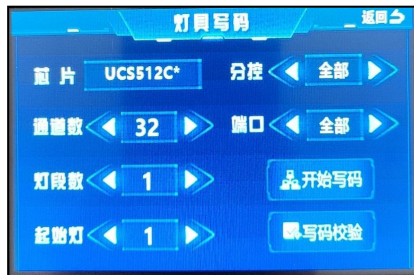 灯具写码
返回
芯片 UCS512C* 分控 全部
通道数 32 端口 全部
灯段数 1 开始写码
起始灯 1 写码校验